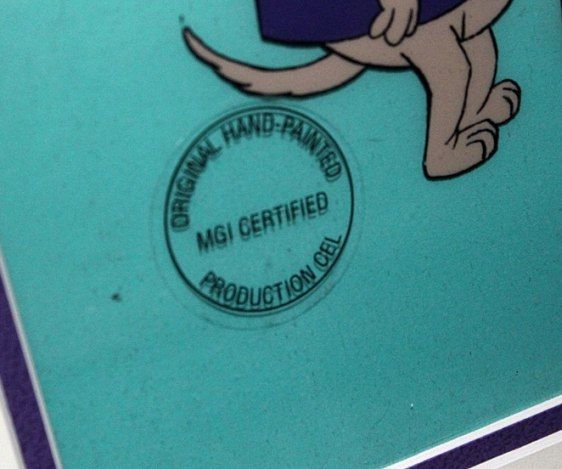 ORIGINAL HAND-PAINTED
MGI CERTIFIED
PRODUCTION CEL